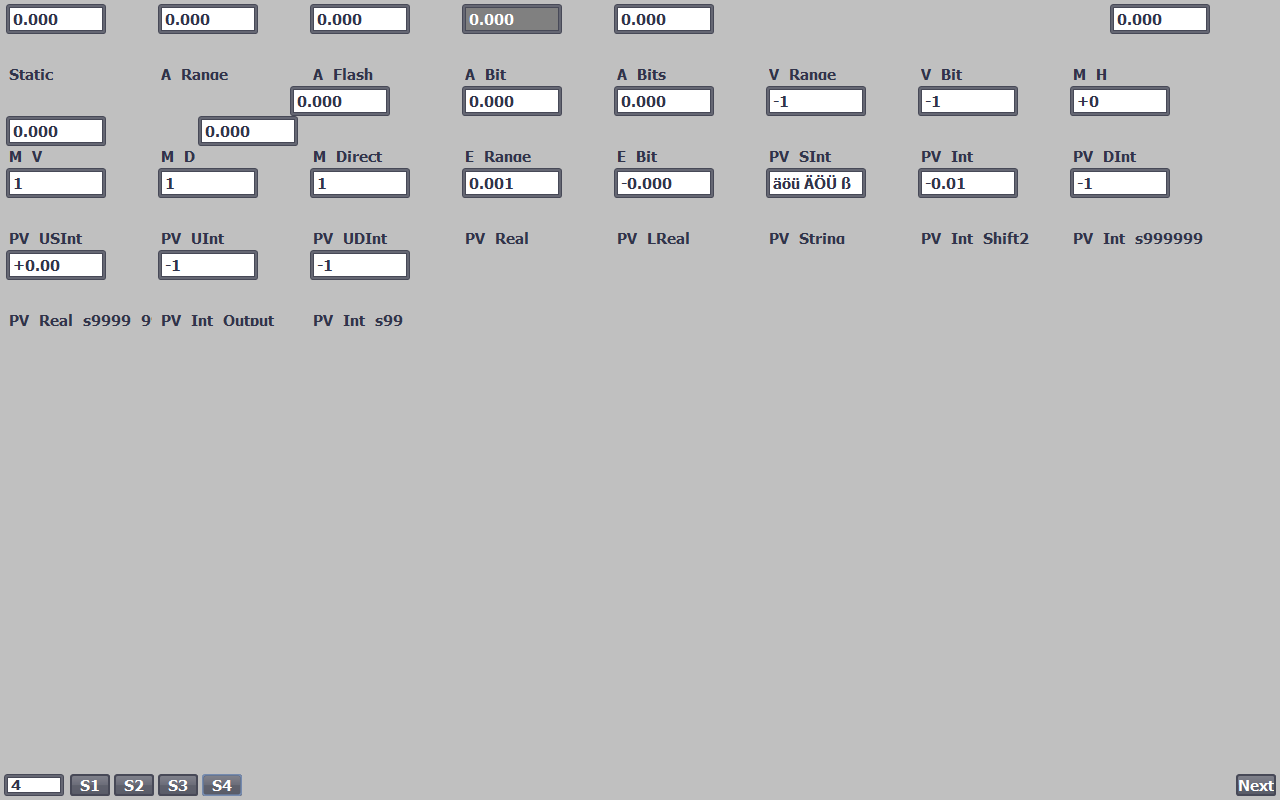 0.000 0.000 0.000 0.000 0.000 0.000
Static A Range A Flash A Bit A Bits V Range V Bit M H
0.000 0.000 0.000 -1 -1 +0
0.000 0.000
M V M D M Direct E Range E Bit PV SInt PV Int PV DInt
1 1 1 0.001 -0.000 äöü ÄÖÜ ß -0.01 -1
PV USInt PV UInt PV UDInt PV Real PV LReal PV String PV Int Shift2 PV Int s999999
+0.00 -1 -1
PV Real s9999 9 PV Int Output PV Int s99
4 S1 S2 S3 S4 Next